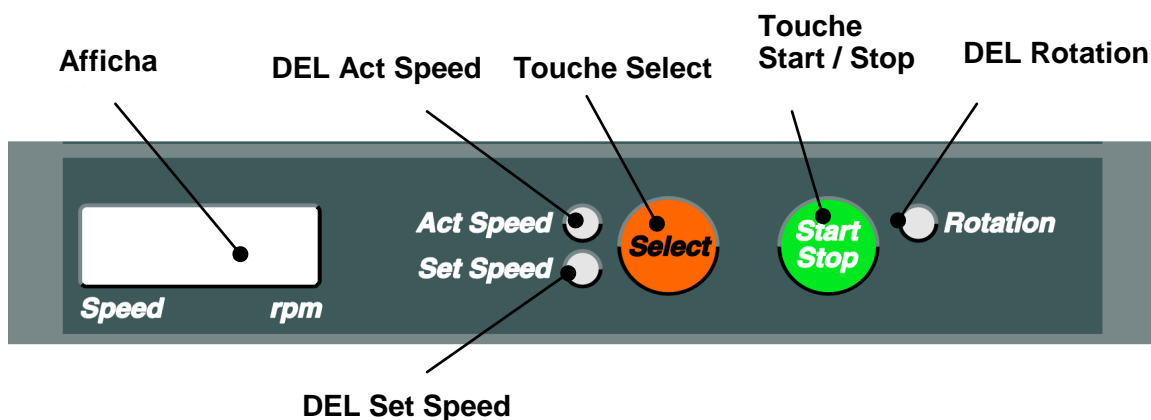 Afficha
DEL Act Speed
Touche Select
Touche
Start / Stop
DEL Rotation
Act Speed
Set Speed
Select
Start
Stop
Rotation
Speed
rpm
DEL Set Speed